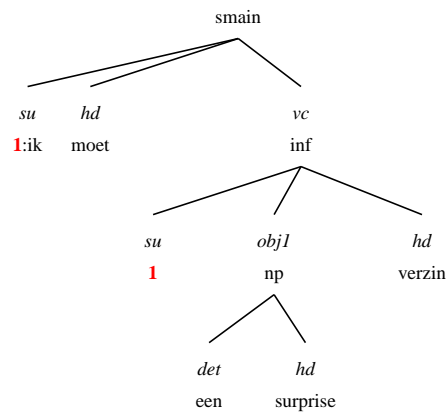 smain
su hd vc
1:ik moet inf
su obj1 hd
1 np verzin
det hd
een surprise